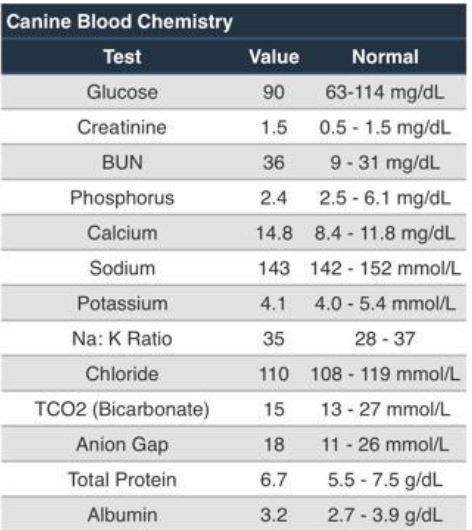 Canine Blood Chemistry
Test Value Normal
Glucose 90 63-114 mg/dL
Creatinine 1.5 0.5 - 1.5 mg/dL
BUN 36 9 - 31 mg/dL
Phosphorus 2.4 2.5 - 6.1 mg/dL
Calcium 14.8 8.4 - 11.8 mg/dL
Sodium 143 142 - 152 mmol/L
Potassium 4.1 4.0 - 5.4 mmol/L
Na: K Ratio 35 28 - 37
Chloride 110 108 - 119 mmol/L
TCO2 (Bicarbonate) 15 13 - 27 mmol/L
Anion Gap 18 11 - 26 mmol/L
Total Protein 6.7 5.5 - 7.5 g/dL
Albumin 3.2 2.7 - 3.9 g/dL